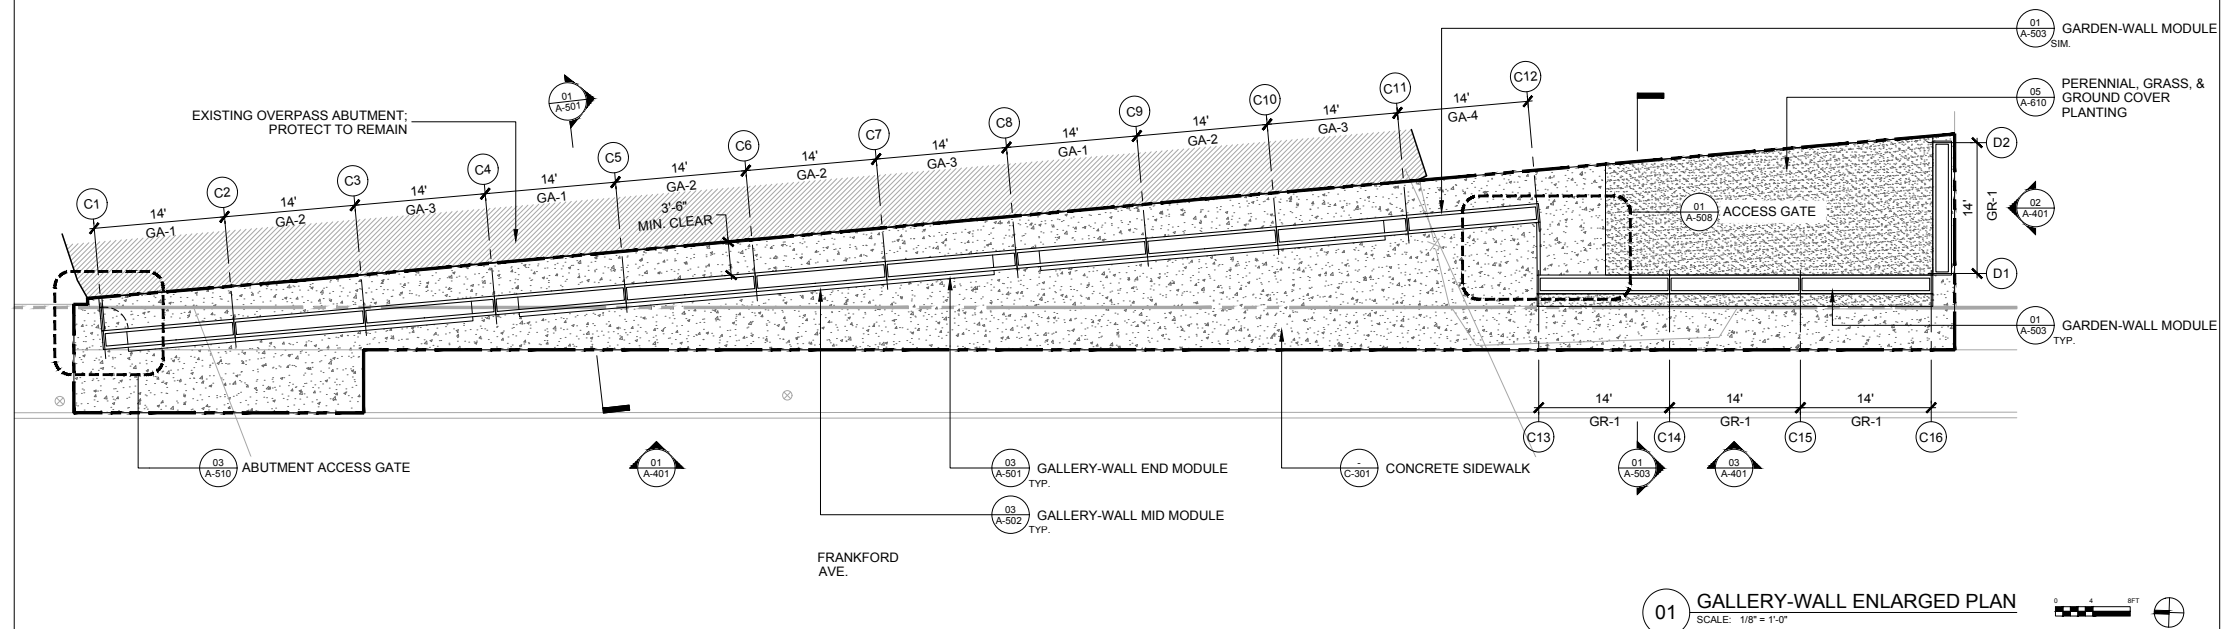 01
A-503
SIM.
GARDEN-WALL MODULE
05
A-610
PERENNIAL, GRASS, &
GROUND COVER
PLANTING
EXISTING OVERPASS ABUTMENT;
PROTECT TO REMAIN
01
A-501
C1
C2
C3
C4
C5
C6
C7
C8
C9
C10
C11
C12
14'
GA-1
14'
GA-2
14'
GA-3
14'
GA-1
14'
GA-2
14'
GA-2
14'
GA-3
14'
GA-1
14'
GA-2
14'
GA-3
14'
GA-4
3'-6"
MIN. CLEAR
01
A-508
ACCESS GATE
D2
14'
GR-1
D1
02
A-401
01
A-503
TYP.
GARDEN-WALL MODULE
14'
GR-1
14'
GR-1
14'
GR-1
C13
C14
C15
C16
03
A-510
ABUTMENT ACCESS GATE
01
A-401
03
A-501
TYP.
GALLERY-WALL END MODULE
03
A-502
TYP.
GALLERY-WALL MID MODULE
-
C-301
CONCRETE SIDEWALK
01
A-503
03
A-401
FRANKFORD
AVE.
01
GALLERY-WALL ENLARGED PLAN
SCALE: 1/8" = 1'-0"
0 4 8FT